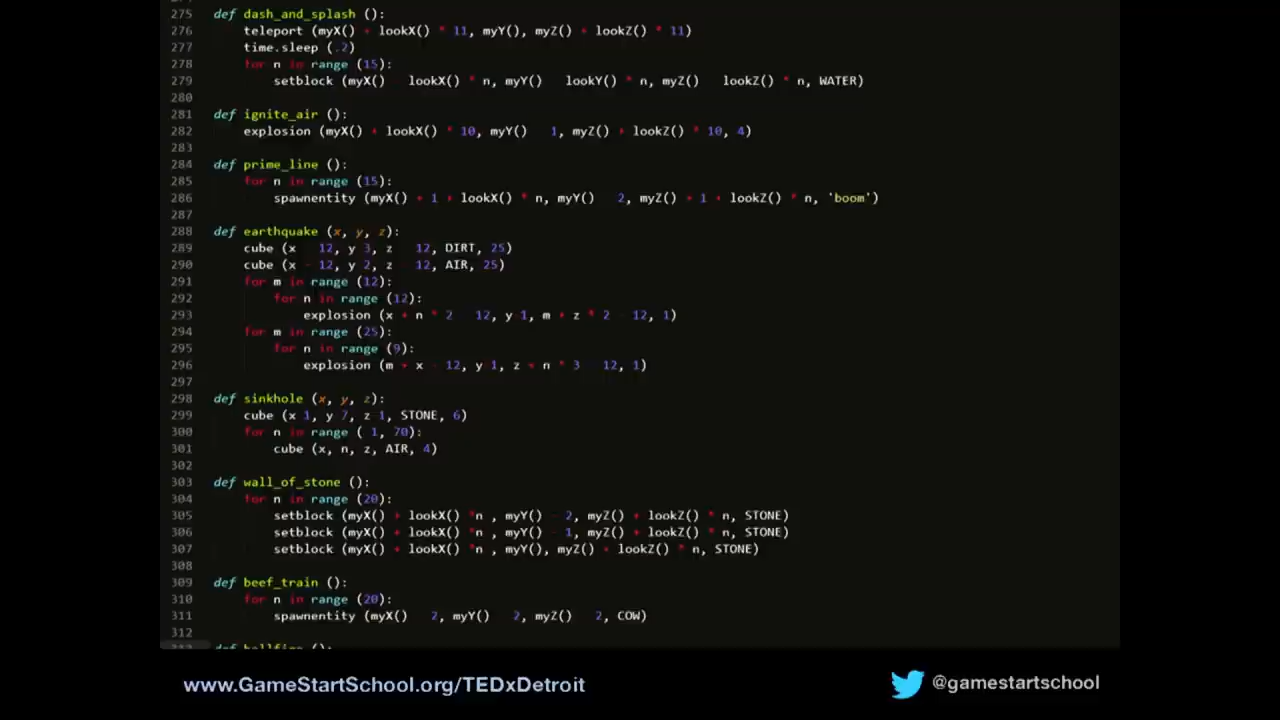 275 def dash_and_splash ():
276 teleport (myX() + lookX() * 11, myY(), myZ() + lookZ() * 11)
277 time.sleep (.2)
278 for n in range (15):
279 setblock (myX() lookX() * n, myY() lookY() * n, myZ() lookZ() * n, WATER)
280
281 def ignite_air ():
282 explosion (myX() + lookX() * 10, myY() 1, myZ() + lookZ() * 10, 4)
283
284 def prime_line ():
285 for n in range (15):
286 spawnentity (myX() + 1 + lookX() * n, myY() 2, myZ() + 1 + lookZ() * n, 'boom')
287
288 def earthquake (x, y, z):
289 cube (x 12, y 3, z 12, DIRT, 25)
290 cube (x - 12, y 2, z 12, AIR, 25)
291 for m in range (12):
292 for n in range (12):
293 explosion (x + n * 2 12, y-1, m + z * 2 - 12, 1)
294 for m in range (25):
295 for n in range (9):
296 explosion (m + x - 12, y-1, z + n * 3 12, 1)
297
298 def sinkhole (x, y, z):
299 cube (x 1, y 7, z-1, STONE, 6)
300 for n in range ( 1, 70):
301 cube (x, n, z, AIR, 4)
302
303 def wall_of_stone ():
304 for n in range (20):
305 setblock (myX() + lookX() *n , myY() - 2, myZ() + lookZ() * n, STONE)
306 setblock (myX() + lookX() *n , myY() - 1, myZ() + lookZ() * n, STONE)
307 setblock (myX() + lookX() *n , myY(), myZ() + lookZ() * n, STONE)
308
309 def beef_train ():
310 for n in range (20):
311 spawnentity (myX() 2, myY() 2, myZ() 2, COW)
312
def ():
www.GameStartSchool.org/TEDxDetroit
@gamestartschool